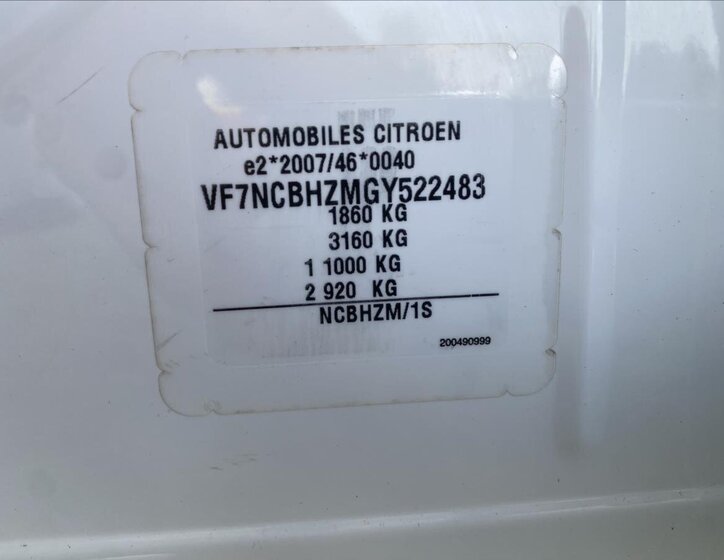 AUTOMOBILES CITROEN
e2*2007/46*0040
VF7NCBHZMGY522483
1860 KG
3160 KG
1 1000 KG
2 920 KG
NCBHZM/1S
200490999